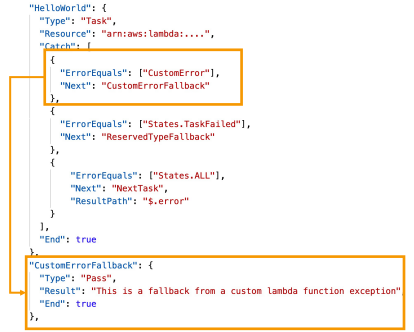 "HelloWorld": {
"Type": "Task",
"Resource": "arn:aws:lambda:....",
"Catch": [
{
"ErrorEquals": ["CustomError"],
"Next": "CustomErrorFallback"
},
{
"ErrorEquals": ["States.TaskFailed"],
"Next": "ReservedTypeFallback"
},
{
"ErrorEquals": ["States.ALL"],
"Next": "NextTask",
"ResultPath": "$.error"
}
],
"End": true
},
"CustomErrorFallback": {
"Type": "Pass",
"Result": "This is a fallback from a custom lambda function exception",
"End": true
},